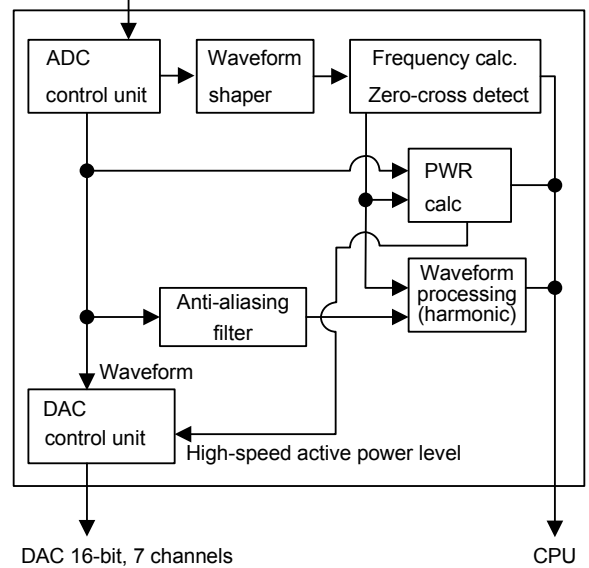 ADC
control unit
Waveform
shaper
Frequency calc.
Zero-cross detect
PWR
calc
Waveform
processing
(harmonic)
Anti-aliasing
filter
Waveform
DAC
control unit
High-speed active power level
DAC 16-bit, 7 channels
CPU